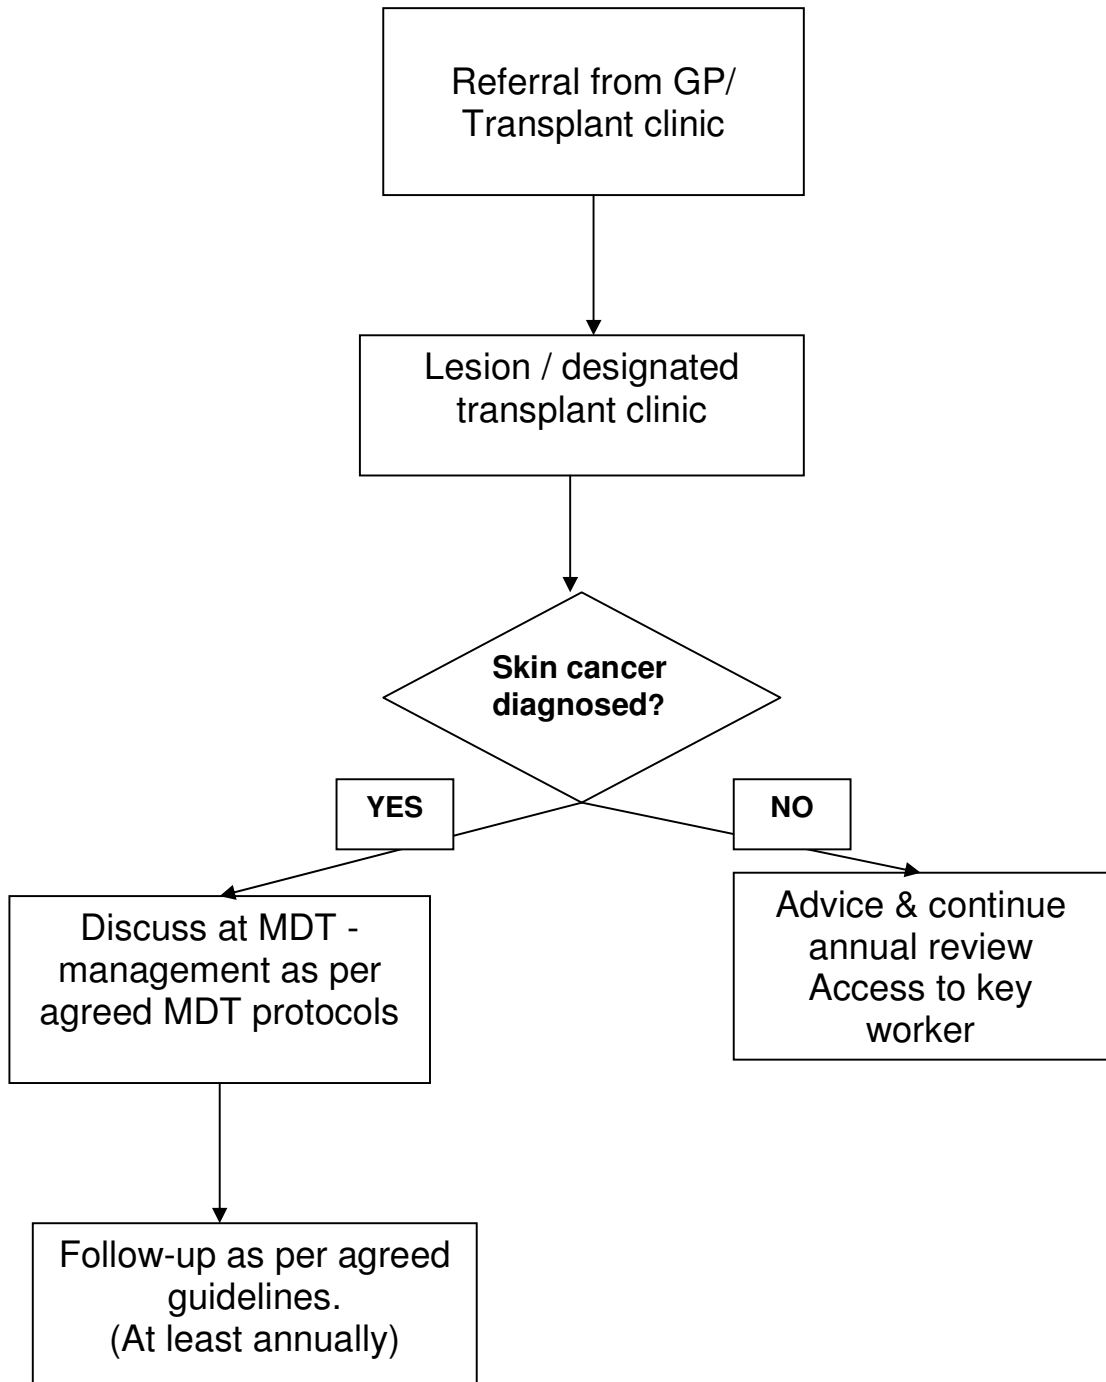 Referral from GP/
Transplant clinic
Lesion / designated
transplant clinic
Skin cancer
diagnosed?
YES
NO
Discuss at MDT -
management as per
agreed MDT protocols
Advice & continue
annual review
Access to key
worker
Follow-up as per agreed
guidelines.
(At least annually)